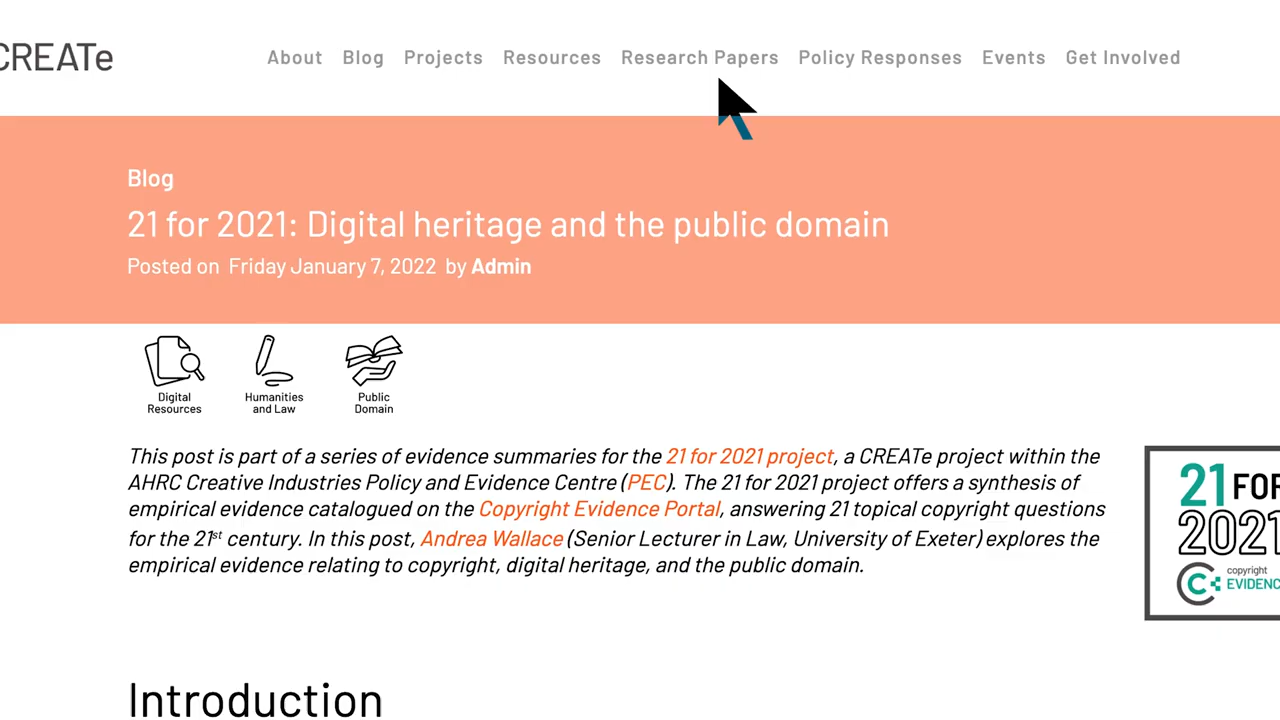 CREATe
About Blog Projects Resources Research Papers Policy Responses Events Get Involved
Blog
21 for 2021: Digital heritage and the public domain
Posted on Friday January 7, 2022 by Admin
Digital Resources
Humanities and Law
Public Domain
This post is part of a series of evidence summaries for the 21 for 2021 project, a CREATe project within the
AHRC Creative Industries Policy and Evidence Centre (PEC). The 21 for 2021 project offers a synthesis of
empirical evidence catalogued on the Copyright Evidence Portal, answering 21 topical copyright questions
for the 21st century. In this post, Andrea Wallace (Senior Lecturer in Law, University of Exeter) explores the
empirical evidence relating to copyright, digital heritage, and the public domain.
21 FOR
2021
copyright
EVIDENC
Introduction